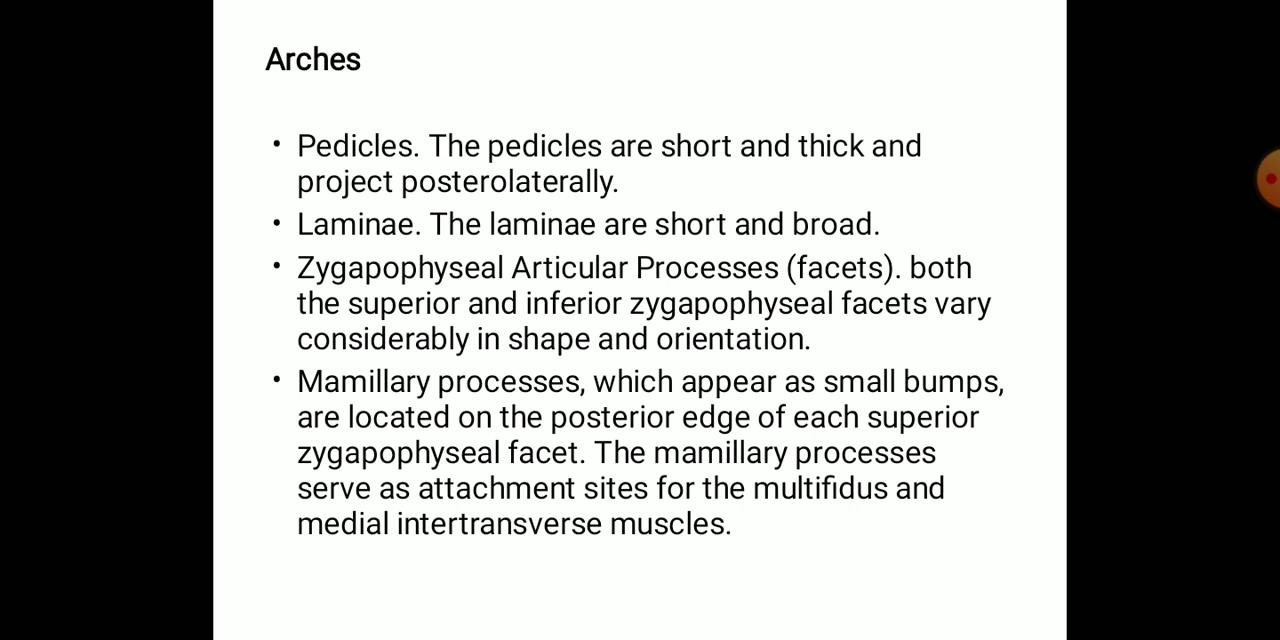 Arches
• Pedicles. The pedicles are short and thick and
project posterolaterally.
• Laminae. The laminae are short and broad.
• Zygapophyseal Articular Processes (facets). both
the superior and inferior zygapophyseal facets vary
considerably in shape and orientation.
• Mamillary processes, which appear as small bumps,
are located on the posterior edge of each superior
zygapophyseal facet. The mamillary processes
serve as attachment sites for the multifidus and
medial intertransverse muscles.